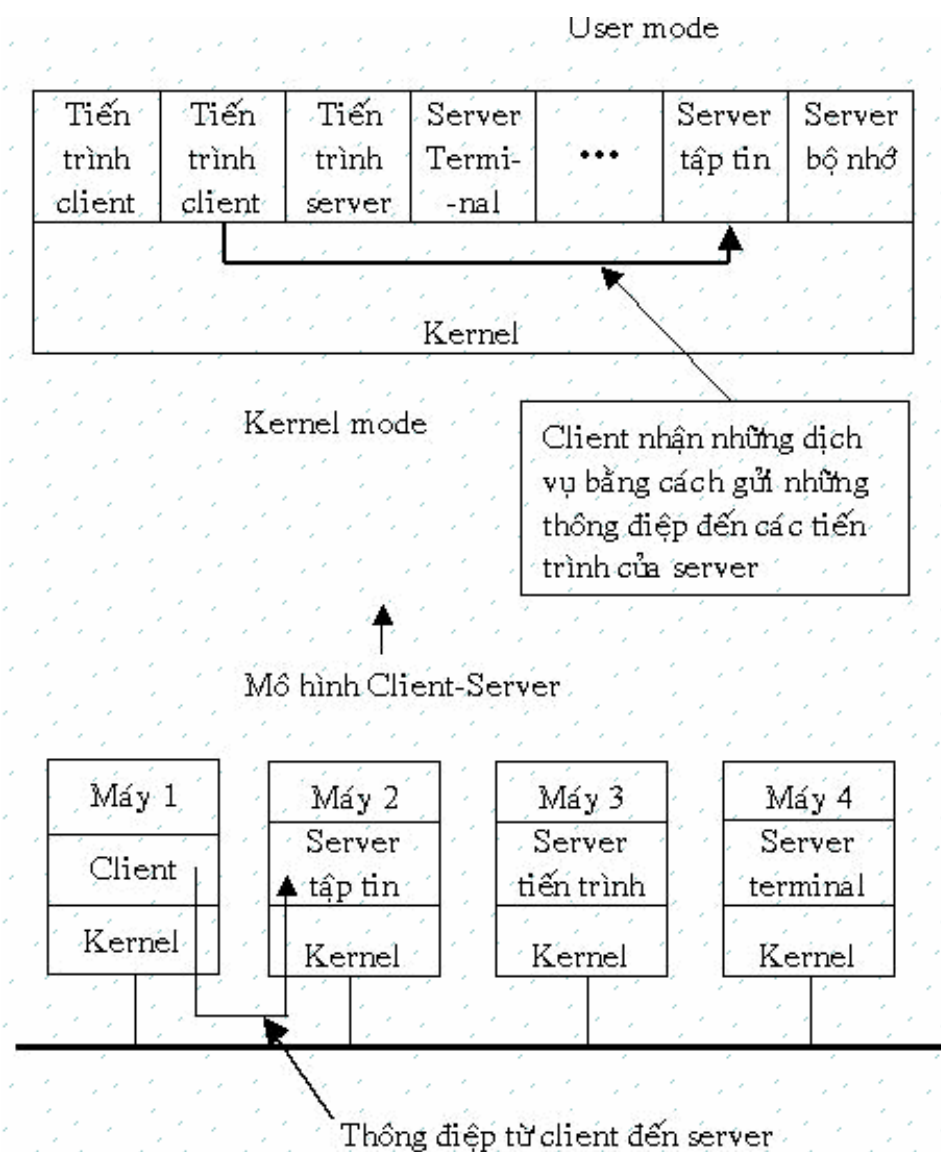 User mode
Tiến
trình
client
Tiến
trình
client
Tiến
trình
server
Server
Termi-
-nal
...
Server
tập tin
Server
bộ nhớ
Kernel
Kernel mode
Client nhận những dịch
vụ bằng cách gửi những
thông điệp đến các tiến
trình của server
Mô hình Client-Server
Máy 1
Client
Kernel
Máy 2
Server
tập tin
Kernel
Máy 3
Server
tiến trình
Kernel
Máy 4
Server
terminal
Kernel
Thông điệp từ client đến server